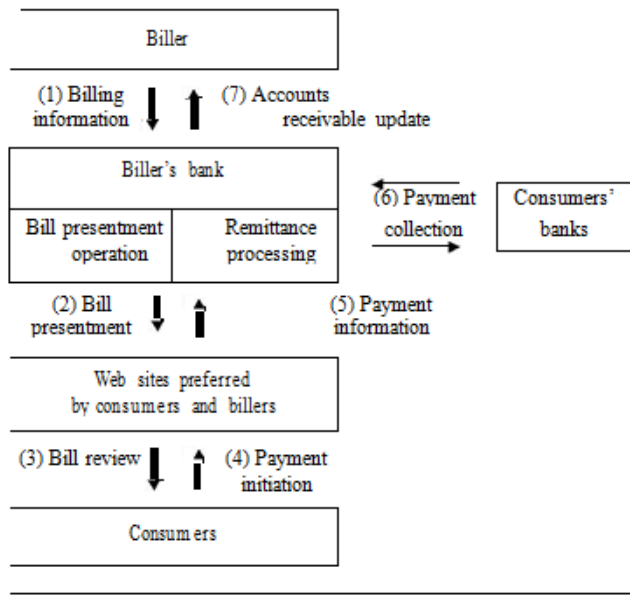 Biller
(1) Billing
information
(7) Accounts
receivable update
Biller's bank
Bill presentment
operation
Remittance
processing
(6) Payment
collection
Consumers'
banks
(2) Bill
presentment
(5) Payment
information
Web sites preferred
by consumers and billers
(3) Bill review
(4) Payment
initiation
Consumers